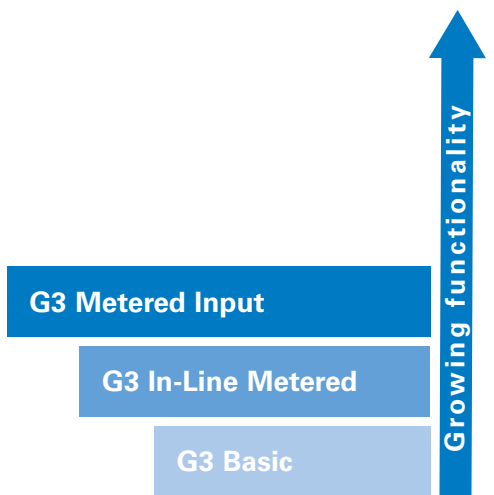 Growing functionality
G3 Metered Input
G3 In-Line Metered
G3 Basic